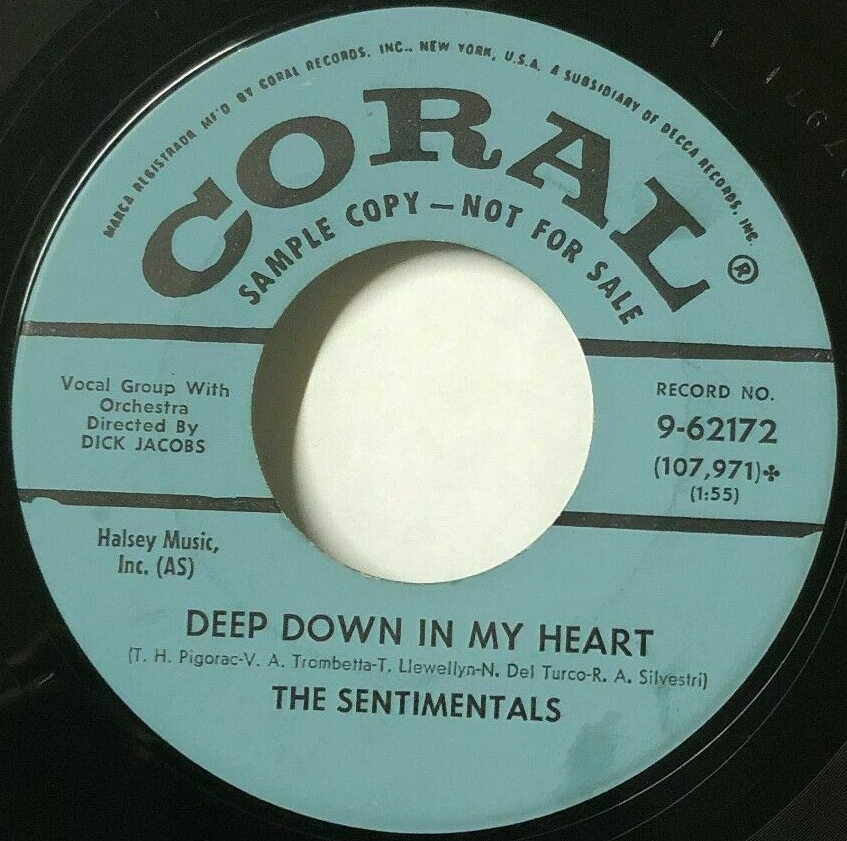 MARCA REGISTRADA MF'D BY CORAL RECORDS, INC., NEW YORK, U.S.A. A SUBSIDIARY OF DECCA RECORDS, INC.
CORAL ®
SAMPLE COPY — NOT FOR SALE
Vocal Group With
Orchestra
Directed By
DICK JACOBS
RECORD NO.
9-62172
(107,971)✤
(1:55)
Halsey Music,
Inc. (AS)
DEEP DOWN IN MY HEART
(T. H. Pigorac-V. A. Trombetta-T. Llewellyn-N. Del Turco-R. A. Silvestri)
THE SENTIMENTALS